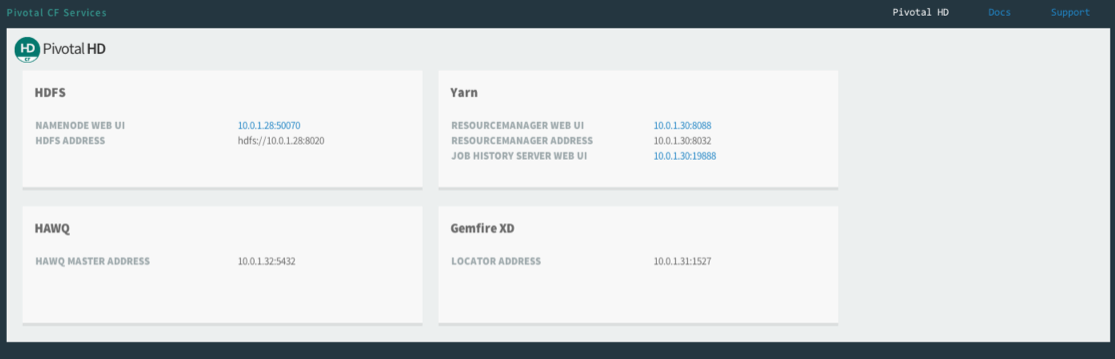 Pivotal CF Services
Pivotal HD Docs Support
HD CF Pivotal HD
HDFS
NAMENODE WEB UI 10.0.1.28:50070
HDFS ADDRESS hdfs://10.0.1.28:8020
Yarn
RESOURCEMANAGER WEB UI 10.0.1.30:8088
RESOURCEMANAGER ADDRESS 10.0.1.30:8032
JOB HISTORY SERVER WEB UI 10.0.1.30:19888
HAWQ
HAWQ MASTER ADDRESS 10.0.1.32:5432
Gemfire XD
LOCATOR ADDRESS 10.0.1.31:1527